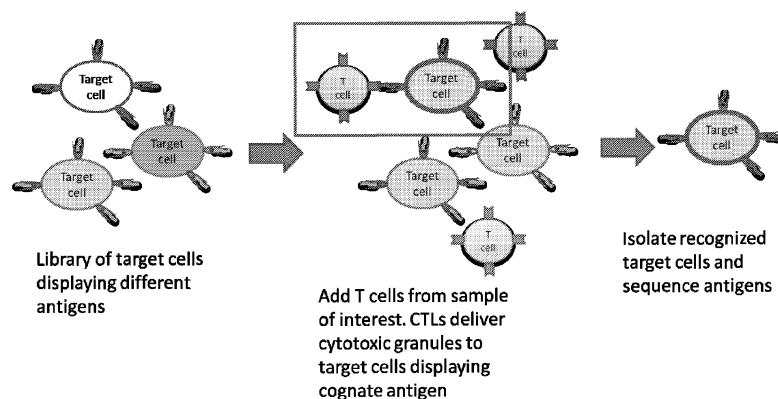 Target
cell
Target
cell
Target
cell
Library of target cells
displaying different
antigens
T
cell
Target
cell
T
cell
Target
cell
Target
cell
T
cell
Add T cells from sample
of interest. CTLs deliver
cytotoxic granules to
target cells displaying
cognate antigen
Target
cell
Isolate recognized
target cells and
sequence antigens